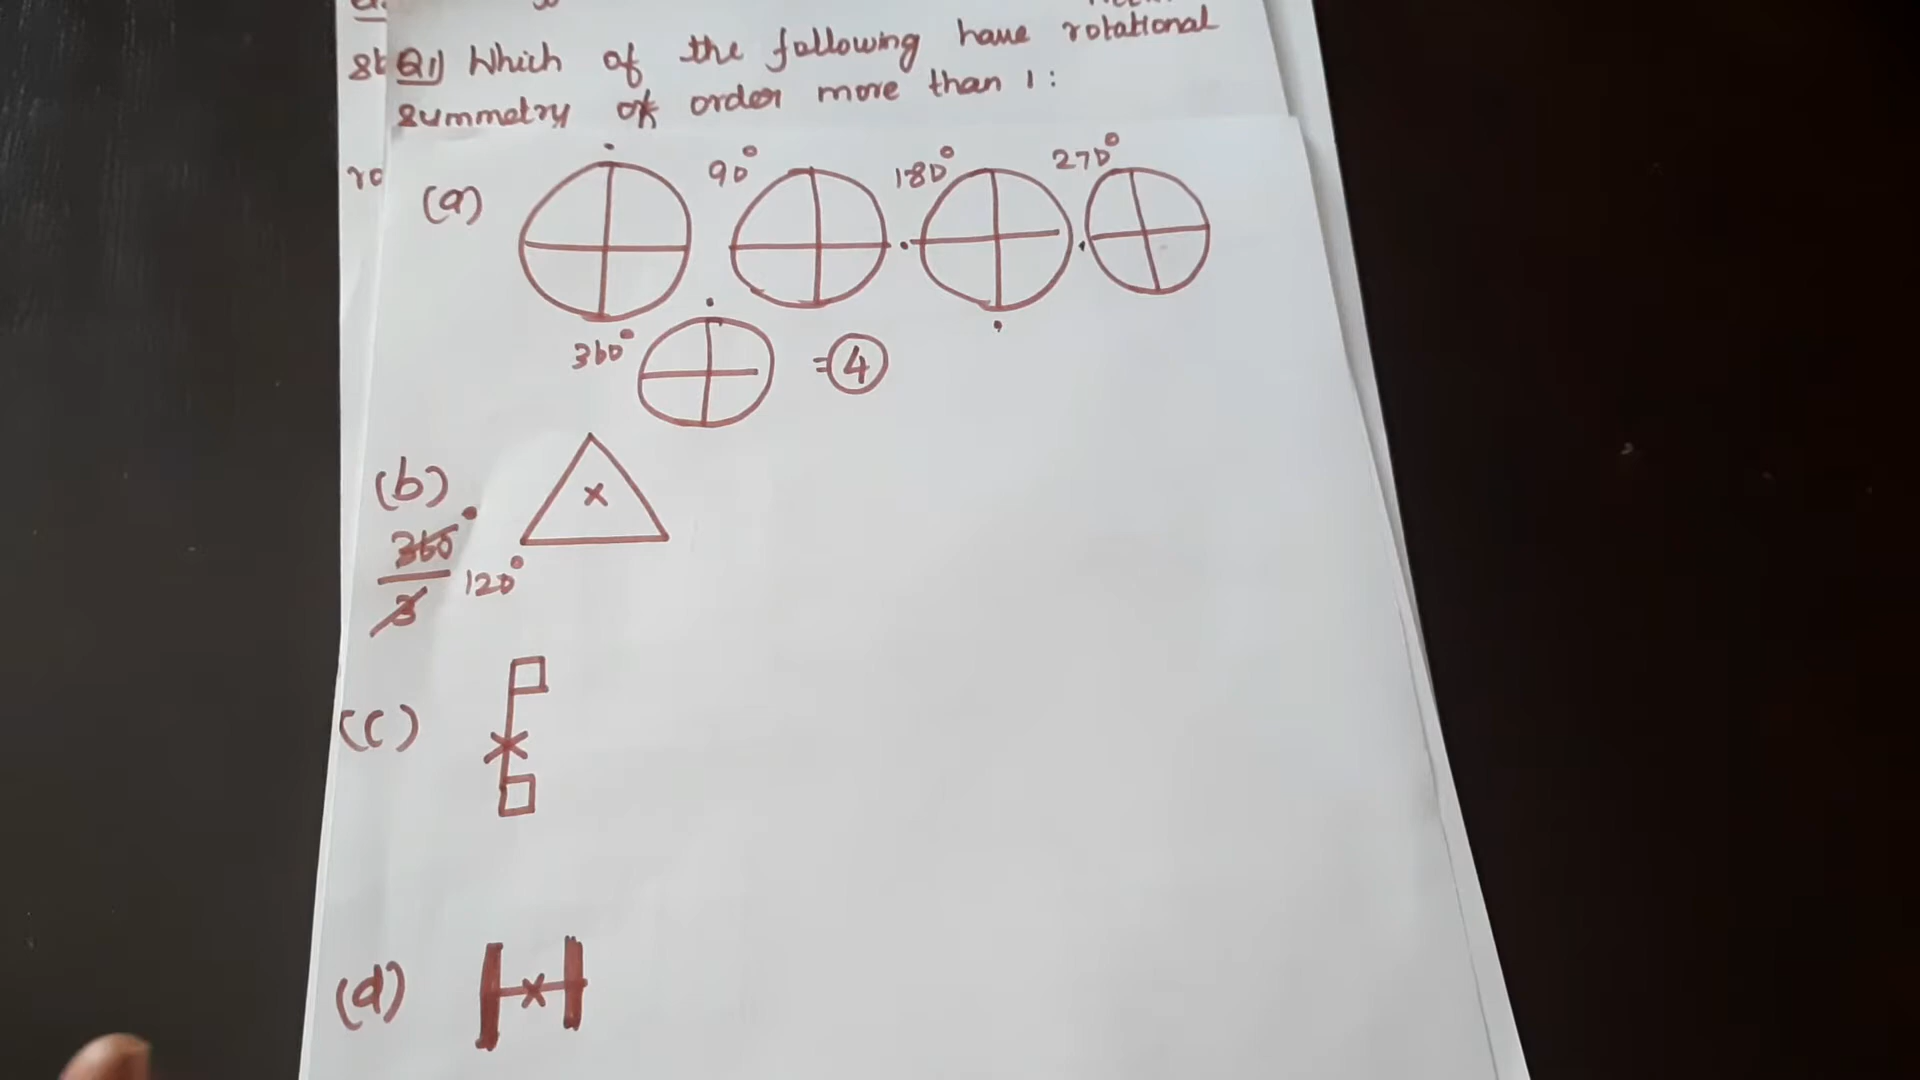 Q1) Which of the following have rotational
summetry of order more than 1:
(a)
90°
180°
270°
360°
=4
(b)
x
360°
3
120°
(c)
x
(d)
x